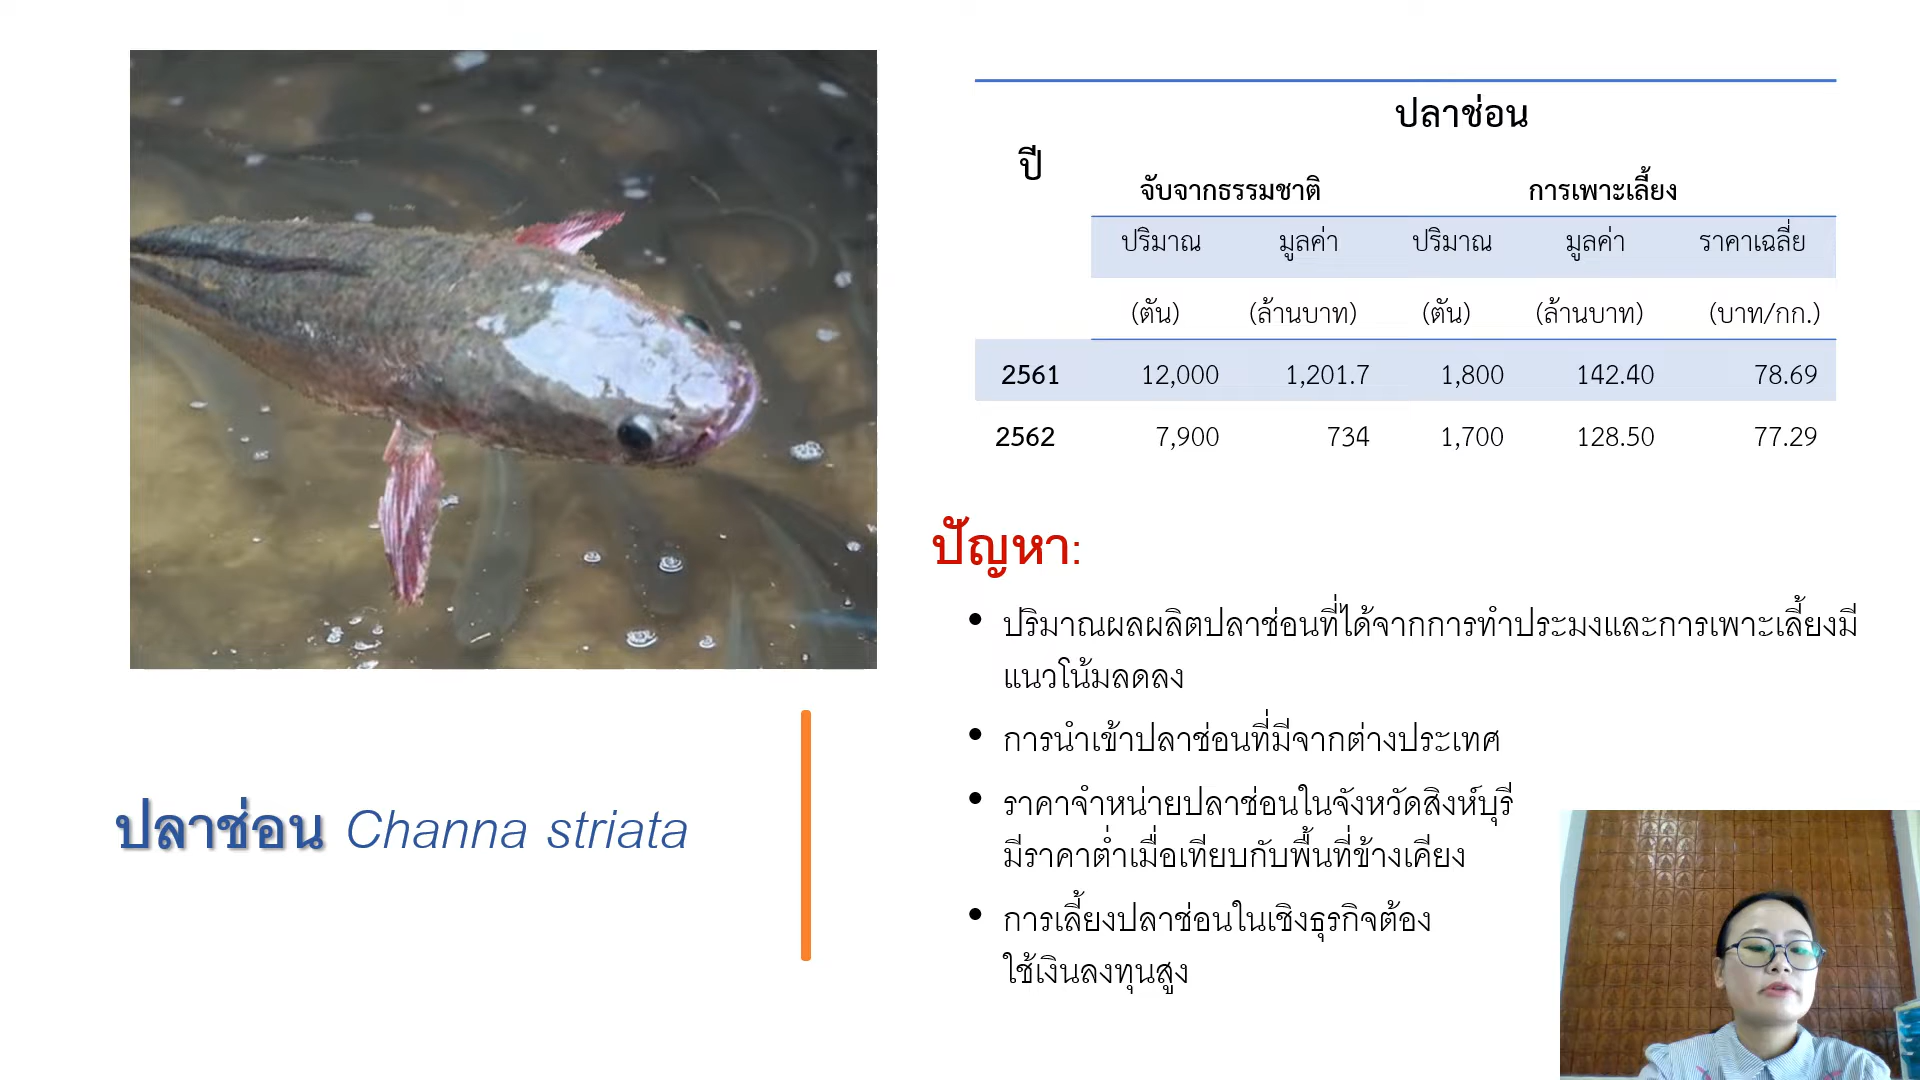 ปลาช่อน
ปี
จับจากธรรมชาติ การเพาะเลี้ยง
ปริมาณ มูลค่า ปริมาณ มูลค่า ราคาเฉลี่ย
(ตัน) (ล้านบาท) (ตัน) (ล้านบาท) (บาท/กก.)
2561 12,000 1,201.7 1,800 142.40 78.69
2562 7,900 734 1,700 128.50 77.29
ปัญหา:
• ปริมาณผลผลิตปลาช่อนที่ได้จากการทำประมงและการเพาะเลี้ยงมี
แนวโน้มลดลง
• การนำเข้าปลาช่อนที่มีจากต่างประเทศ
• ราคาจำหน่ายปลาช่อนในจังหวัดสิงห์บุรี
มีราคาต่ำเมื่อเทียบกับพื้นที่ข้างเคียง
• การเลี้ยงปลาช่อนในเชิงธุรกิจต้อง
ใช้เงินลงทุนสูง
ปลาช่อน Channa striata